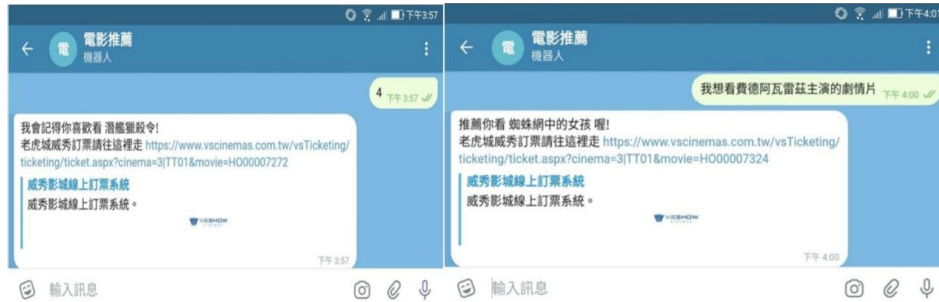 下午3:57
電
電影推薦
機器人
4 下午 3:57
我會記得你喜歡看 潛艦獵殺令!
老虎城威秀訂票請往這裡走 https://www.vscinemas.com.tw/vsTicketing/
ticketing/ticket.aspx?cinema=3|TT01&movie=HO00007272
威秀影城線上訂票系統
威秀影城線上訂票系統。
VIESHOW
CINEMAS
下午 3:57
輸入訊息
下午4:01
電
電影推薦
機器人
我想看費德阿瓦雷茲主演的劇情片 下午 4:00
推薦你看 蜘蛛網中的女孩 喔!
老虎城威秀訂票請往這裡走 https://www.vscinemas.com.tw/vsTicketing/
ticketing/ticket.aspx?cinema=3|TT01&movie=HO00007324
威秀影城線上訂票系統
威秀影城線上訂票系統。
VIESHOW
CINEMAS
下午 4:00
輸入訊息